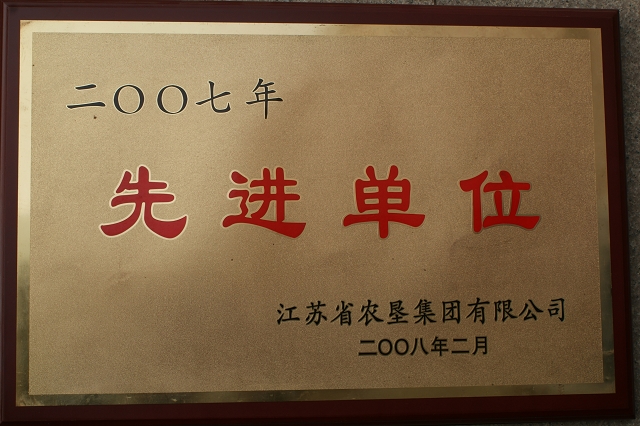 二〇〇七年
先进单位
江苏省农垦集团有限公司
二〇〇八年二月